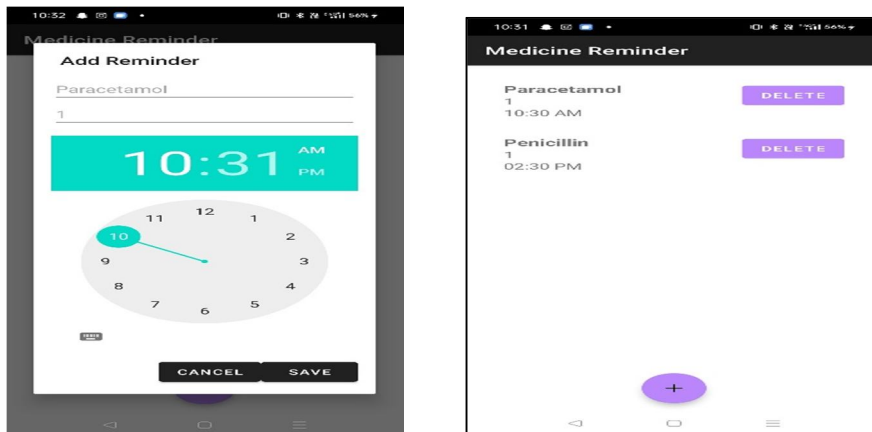 10:32
56%
Medicine Reminder
Add Reminder
Paracetamol
1
10:31
AM
PM
12
11
1
10
2
9
3
8
4
7
5
6
CANCEL
SAVE
10:31
56%
Medicine Reminder
Paracetamol
DELETE
1
10:30 AM
Penicillin
DELETE
1
02:30 PM
+